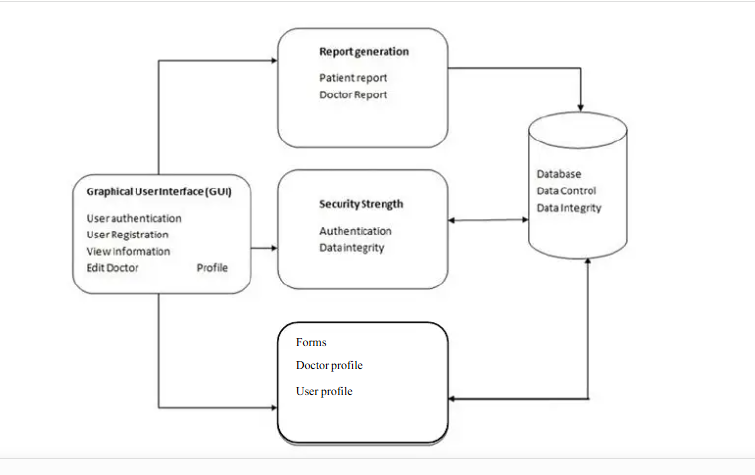 Report generation
Patient report
Doctor Report
Graphical User Interface (GUI)
User authentication
User Registration
View information
Edit Doctor Profile
Security Strength
Authentication
Data integrity
Database
Data Control
Data Integrity
Forms
Doctor profile
User profile